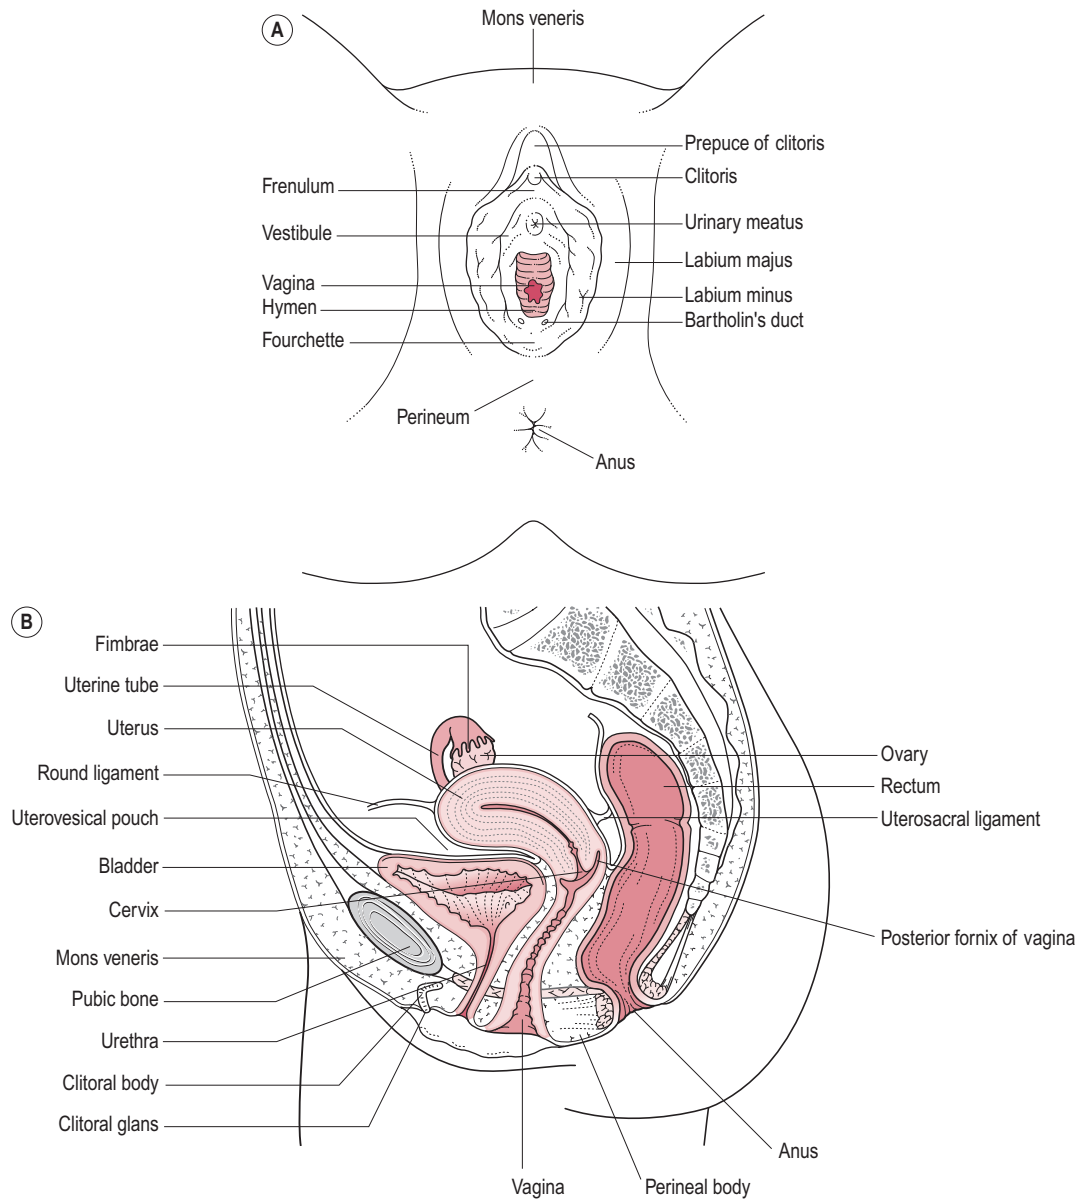 A
Mons veneris
Prepuce of clitoris
Clitoris
Frenulum
Urinary meatus
Vestibule
Labium majus
Vagina
Labium minus
Hymen
Bartholin's duct
Fourchette
Perineum
Anus
B
Fimbrae
Uterine tube
Uterus
Ovary
Round ligament
Rectum
Uterovesical pouch
Uterosacral ligament
Bladder
Cervix
Posterior fornix of vagina
Mons veneris
Pubic bone
Urethra
Clitoral body
Clitoral glans
Anus
Vagina
Perineal body